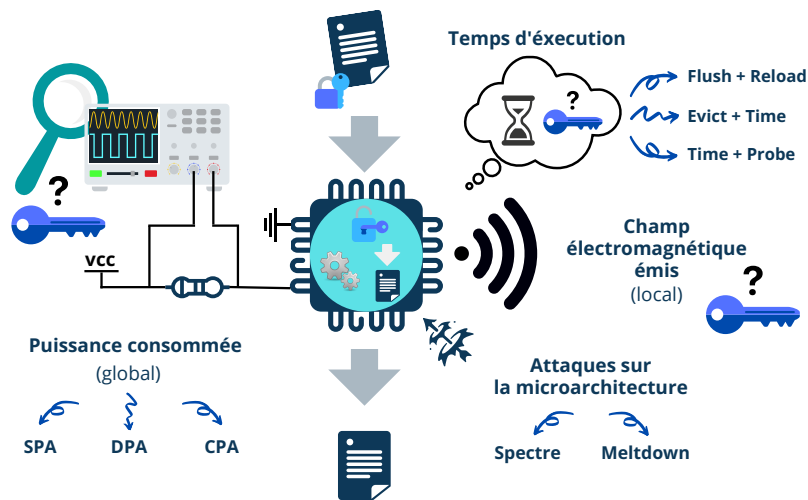 Temps d'éxecution
?
Flush + Reload
Evict + Time
Time + Probe
?
vcc
Champ
électromagnétique
émis
(local)
?
Puissance consommée
(global)
SPA
DPA
CPA
Attaques sur
la microarchitecture
Spectre
Meltdown